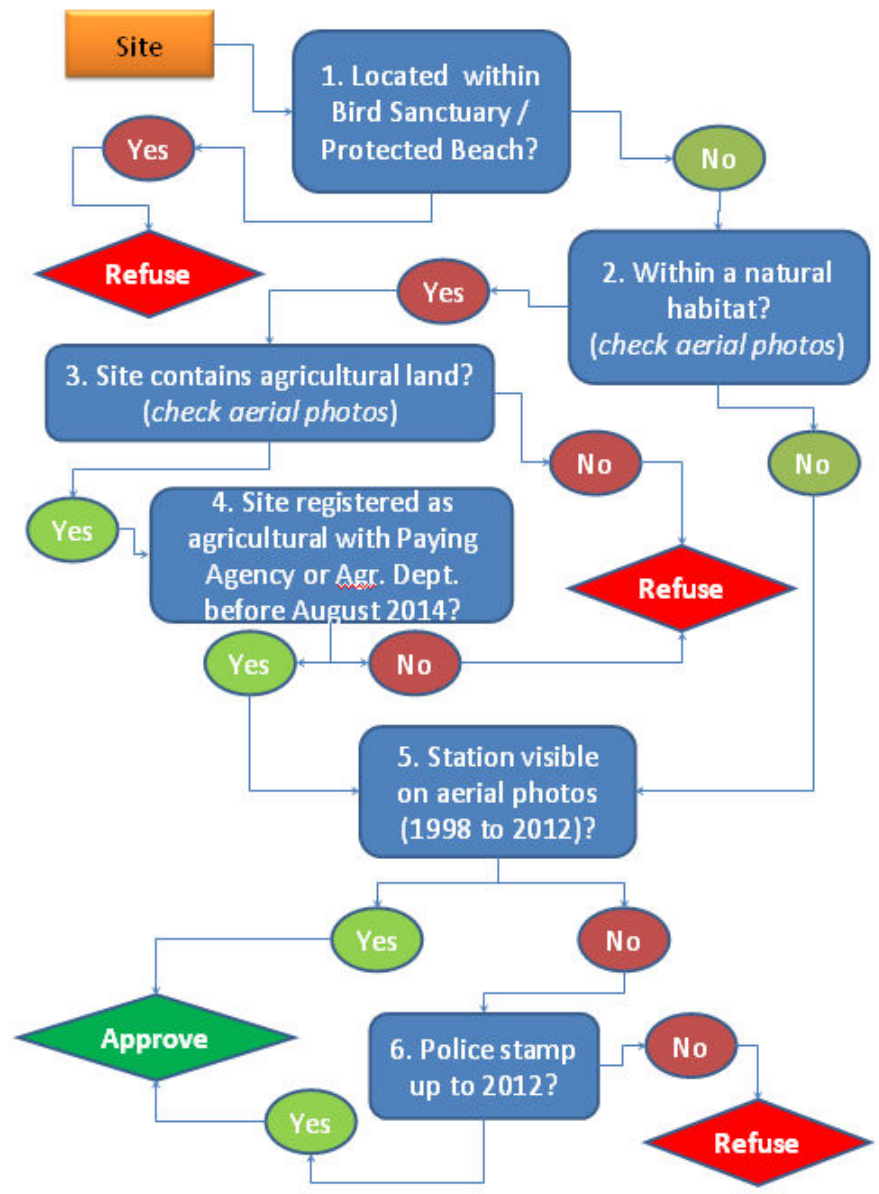 Site
1. Located within
Bird Sanctuary /
Protected Beach?
Yes
No
Refuse
2. Within a natural
habitat?
(check aerial photos)
Yes
3. Site contains agricultural land?
(check aerial photos)
No
No
Yes
4. Site registered as
agricultural with Paying
Agency or Agr. Dept.
before August 2014?
Refuse
Yes
No
5. Station visible
on aerial photos
(1998 to 2012)?
Yes
No
Approve
6. Police stamp
up to 2012?
No
Yes
Refuse